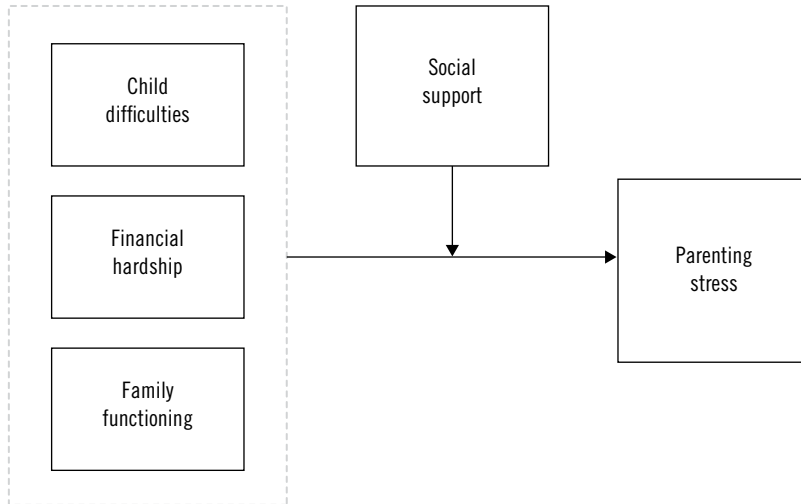 Child
difficulties
Financial
hardship
Family
functioning
Social
support
Parenting
stress